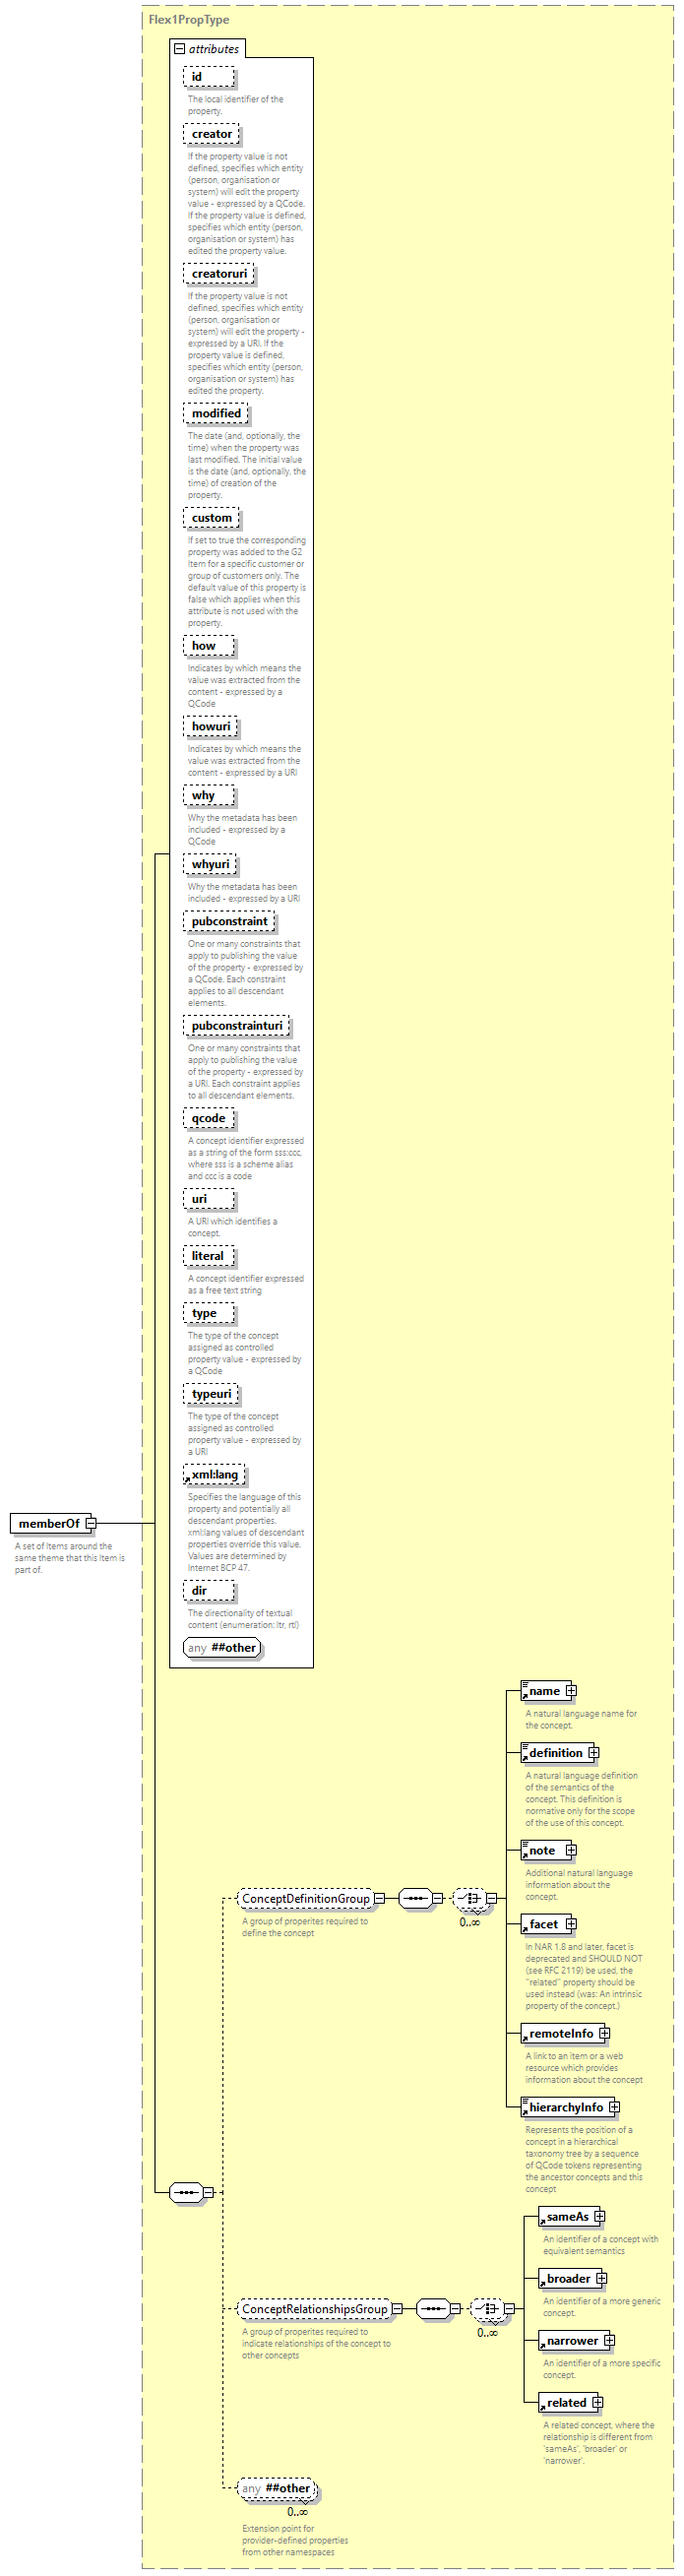 Flex1PropType
attributes
id
The local identifier of the
property.
creator
If the property value is not
defined, specifies which entity
(person, organisation or
system) will edit the property
value - expressed by a QCode.
If the property value is defined,
specifies which entity (person,
organisation or system) has
edited the property value.
creatoruri
If the property value is not
defined, specifies which entity
(person, organisation or
system) will edit the property -
expressed by a URI. If the
property value is defined,
specifies which entity (person,
organisation or system) has
edited the property.
modified
The date (and, optionally, the
time) when the property was
last modified. The initial value
is the date (and, optionally, the
time) of creation of the
property.
custom
If set to true the corresponding
property was added to the G2
Item for a specific customer or
group of customers only. The
default value of this property is
false which applies when this
attribute is not used with the
property.
how
Indicates by which means the
value was extracted from the
content - expressed by a
QCode
howuri
Indicates by which means the
value was extracted from the
content - expressed by a URI
why
Why the metadata has been
included - expressed by a
QCode
whyuri
Why the metadata has been
included - expressed by a URI
pubconstraint
One or many constraints that
apply to publishing the value
of the property - expressed by
a QCode. Each constraint
applies to all descendant
elements.
pubconstrainturi
One or many constraints that
apply to publishing the value
of the property - expressed by
a URI. Each constraint applies
to all descendant elements.
qcode
A concept identifier expressed
as a string of the form sss:ccc,
where sss is a scheme alias
and ccc is a code
uri
A URI which identifies a
concept.
literal
A concept identifier expressed
as a free text string
type
The type of the concept
assigned as controlled
property value - expressed by
a QCode
typeuri
The type of the concept
assigned as controlled
property value - expressed by
a URI
xml:lang
Specifies the language of this
property and potentially all
descendant properties.
xml:lang values of descendant
properties override this value.
Values are determined by
Internet BCP 47.
dir
The directionality of textual
content (enumeration: ltr, rtl)
any ##other
memberOf
A set of Items around the
same theme that this Item is
part of.
name
A natural language name for
the concept.
definition
A natural language definition
of the semantics of the
concept. This definition is
normative only for the scope
of the use of this concept.
note
Additional natural language
information about the
concept.
ConceptDefinitionGroup
0..∞
A group of properites required to
define the concept
facet
In NAR 1.8 and later, facet is
deprecated and SHOULD NOT
(see RFC 2119) be used, the
"related" property should be
used instead (was: An intrinsic
property of the concept.)
remoteInfo
A link to an item or a web
resource which provides
information about the concept
hierarchyInfo
Represents the position of a
concept in a hierarchical
taxonomy tree by a sequence
of QCode tokens representing
the ancestor concepts and this
concept
sameAs
An identifier of a concept with
equivalent semantics
broader
An identifier of a more generic
concept.
ConceptRelationshipsGroup
0..∞
A group of properites required to
indicate relationships of the concept to
other concepts
narrower
An identifier of a more specific
concept.
related
A related concept, where the
relationship is different from
'sameAs', 'broader' or
'narrower'.
any ##other
0..∞
Extension point for
provider-defined properties
from other namespaces